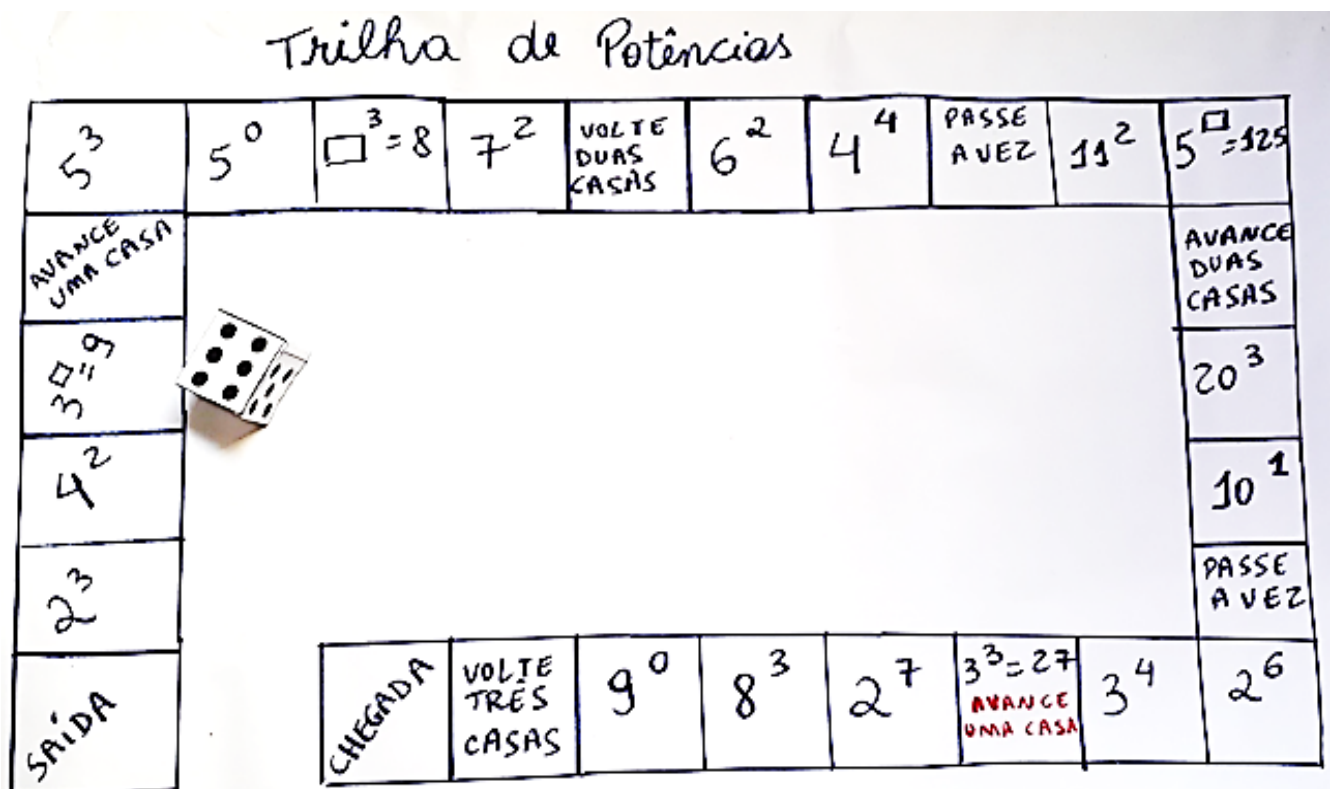 Trilha de Potências
5³
5⁰
□³=8
7²
VOLTE
DUAS
CASAS
6²
4⁴
PASSE
A VEZ
11²
5^□=125
AVANCE
UMA CASA
AVANCE
DUAS
CASAS
3^□=9
20³
4²
10¹
2³
PASSE
A VEZ
SAÍDA
CHEGADA
VOLTE
TRÊS
CASAS
9⁰
8³
2⁷
3³=27
AVANCE
UMA CASA
3⁴
2⁶